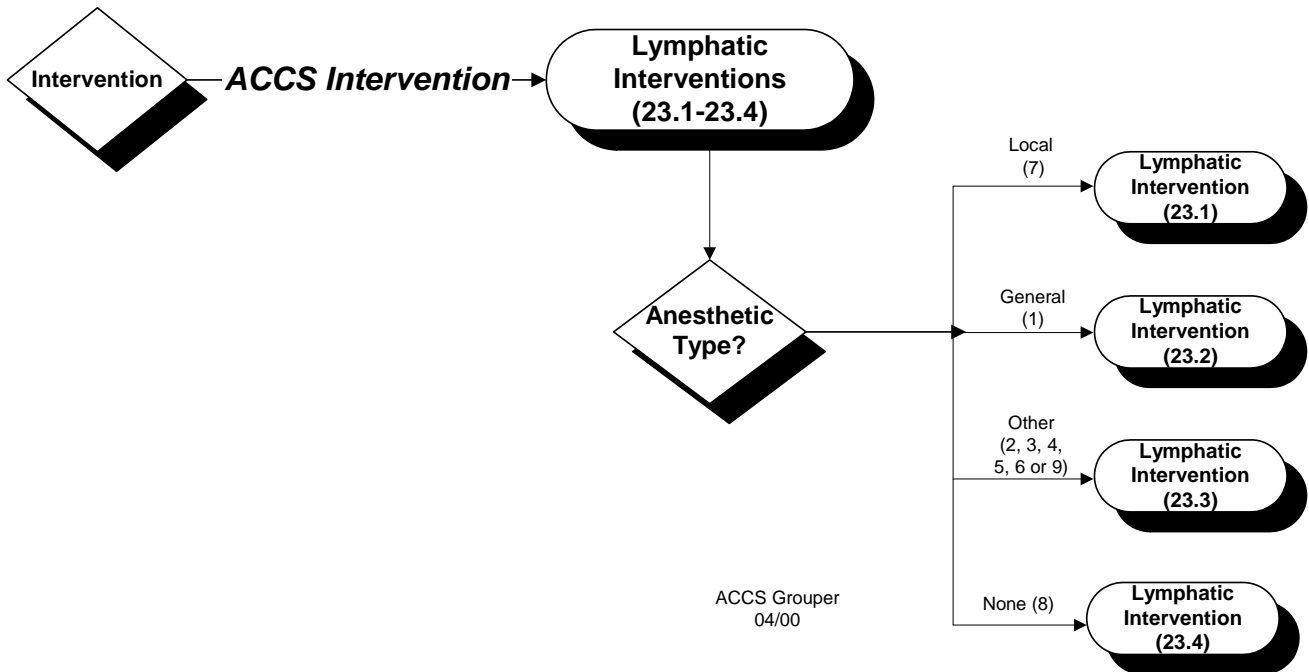 Intervention
ACCS Intervention
Lymphatic
Interventions
(23.1-23.4)
Anesthetic
Type?
Local
(7)
Lymphatic
Intervention
(23.1)
General
(1)
Lymphatic
Intervention
(23.2)
Other
(2, 3, 4,
5, 6 or 9)
Lymphatic
Intervention
(23.3)
None (8)
Lymphatic
Intervention
(23.4)
ACCS Grouper
04/00